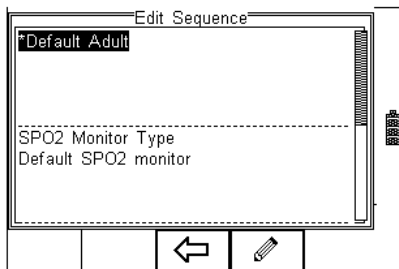 Edit Sequence
*Default Adult
SPO2 Monitor Type
Default SPO2 monitor